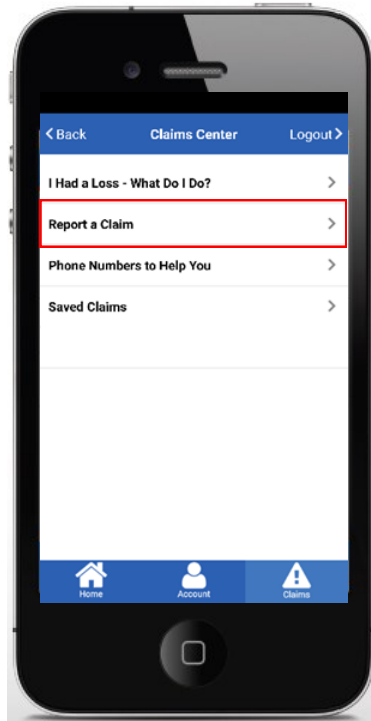 Back Claims Center Logout
I Had a Loss - What Do I Do?
Report a Claim
Phone Numbers to Help You
Saved Claims
Home Account Claims